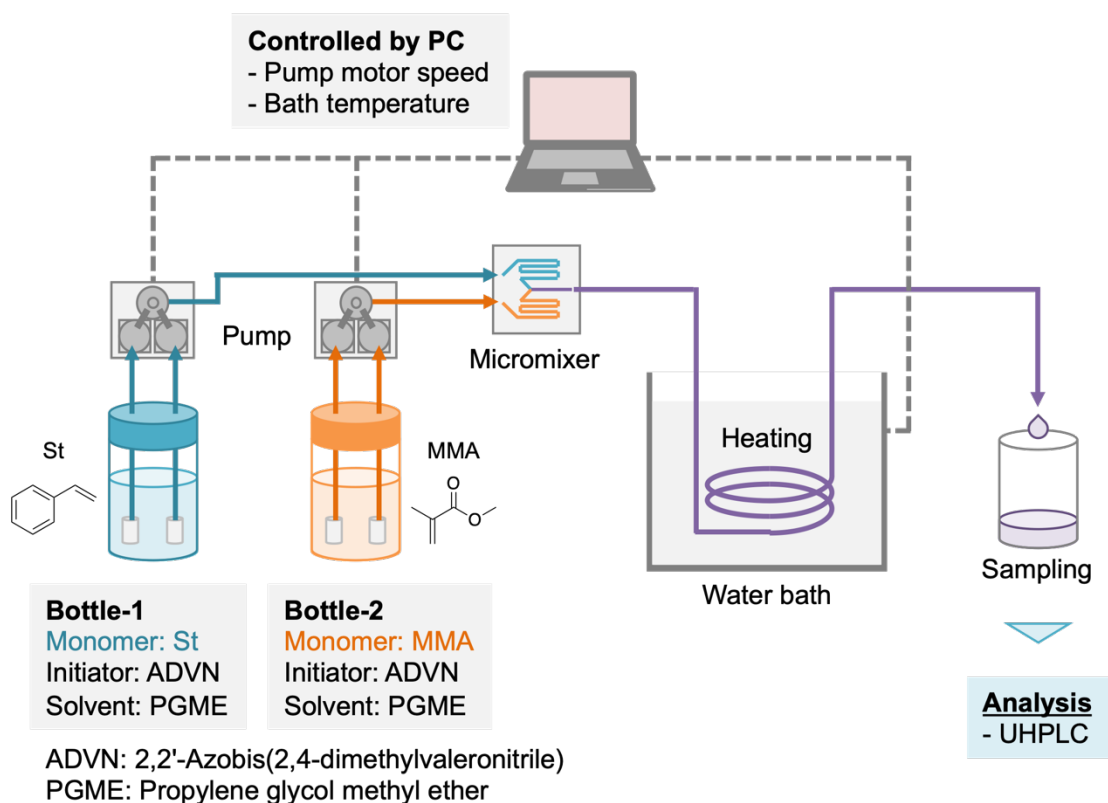 Controlled by PC
- Pump motor speed
- Bath temperature
Pump
Micromixer
St
MMA
O
O
Heating
Water bath
Sampling
Bottle-1
Monomer: St
Initiator: ADVN
Solvent: PGME
Bottle-2
Monomer: MMA
Initiator: ADVN
Solvent: PGME
Analysis
- UHPLC
ADVN: 2,2'-Azobis(2,4-dimethylvaleronitrile)
PGME: Propylene glycol methyl ether